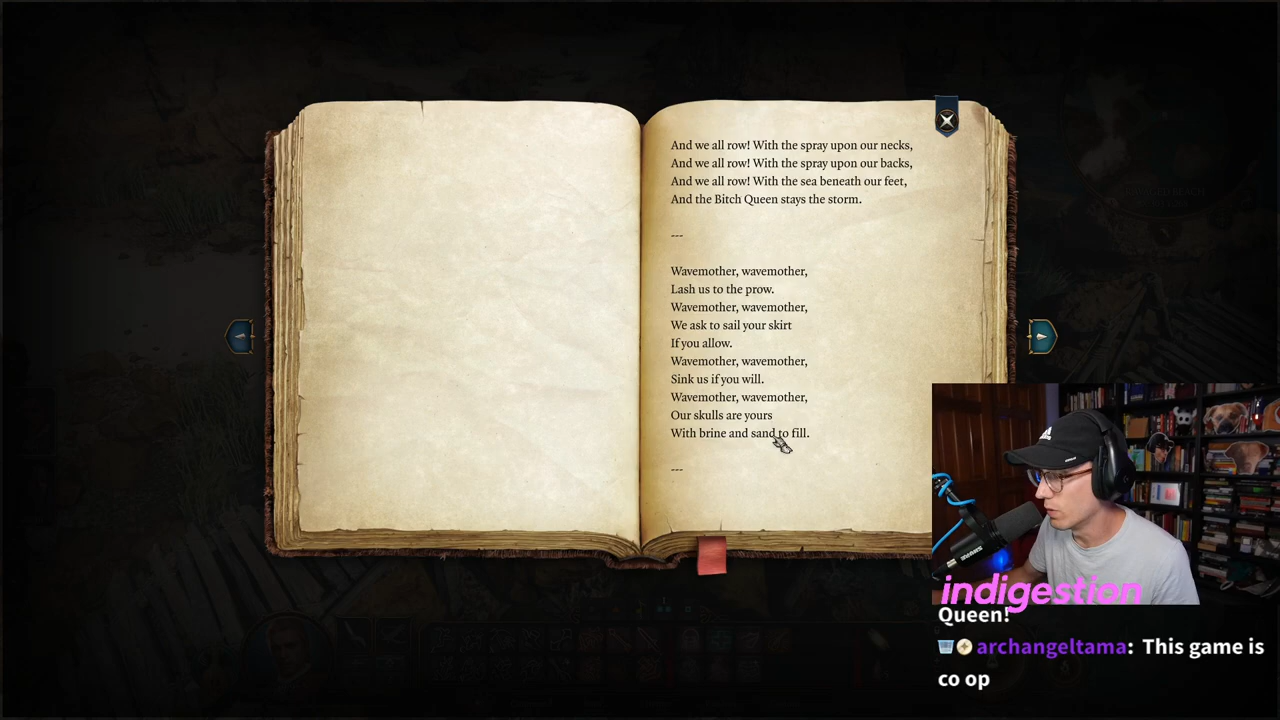 And we all row! With the spray upon our necks,
And we all row! With the spray upon our backs,
And we all row! With the sea beneath our feet,
And the Bitch Queen stays the storm.
---
Wavemother, wavemother,
Lash us to the prow.
Wavemother, wavemother,
We ask to sail your skirt
If you allow.
Wavemother, wavemother,
Sink us if you will.
Wavemother, wavemother,
Our skulls are yours
With brine and sand to fill.
---
indigestion
Queen!
archangeltama: This game is
co op